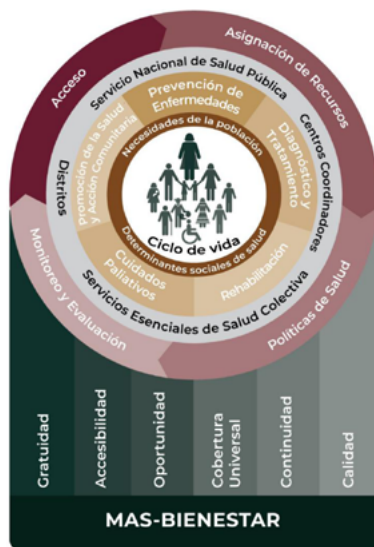 Acceso
Asignación de Recursos
Políticas de Salud
Monitoreo y Evaluación
Servicio Nacional de Salud Pública
Centros Coordinadores
Servicios Esenciales de Salud Colectiva
Distritos
Prevención de
Enfermedades
Diagnóstico y
Tratamiento
Rehabilitación
Cuidados
Paliativos
Promoción de la Salud
y Acción Comunitaria
Necesidades de la población
Determinantes sociales de salud
Ciclo de vida
Gratuidad
Accesibilidad
Oportunidad
Cobertura
Universal
Continuidad
Calidad
MAS-BIENESTAR